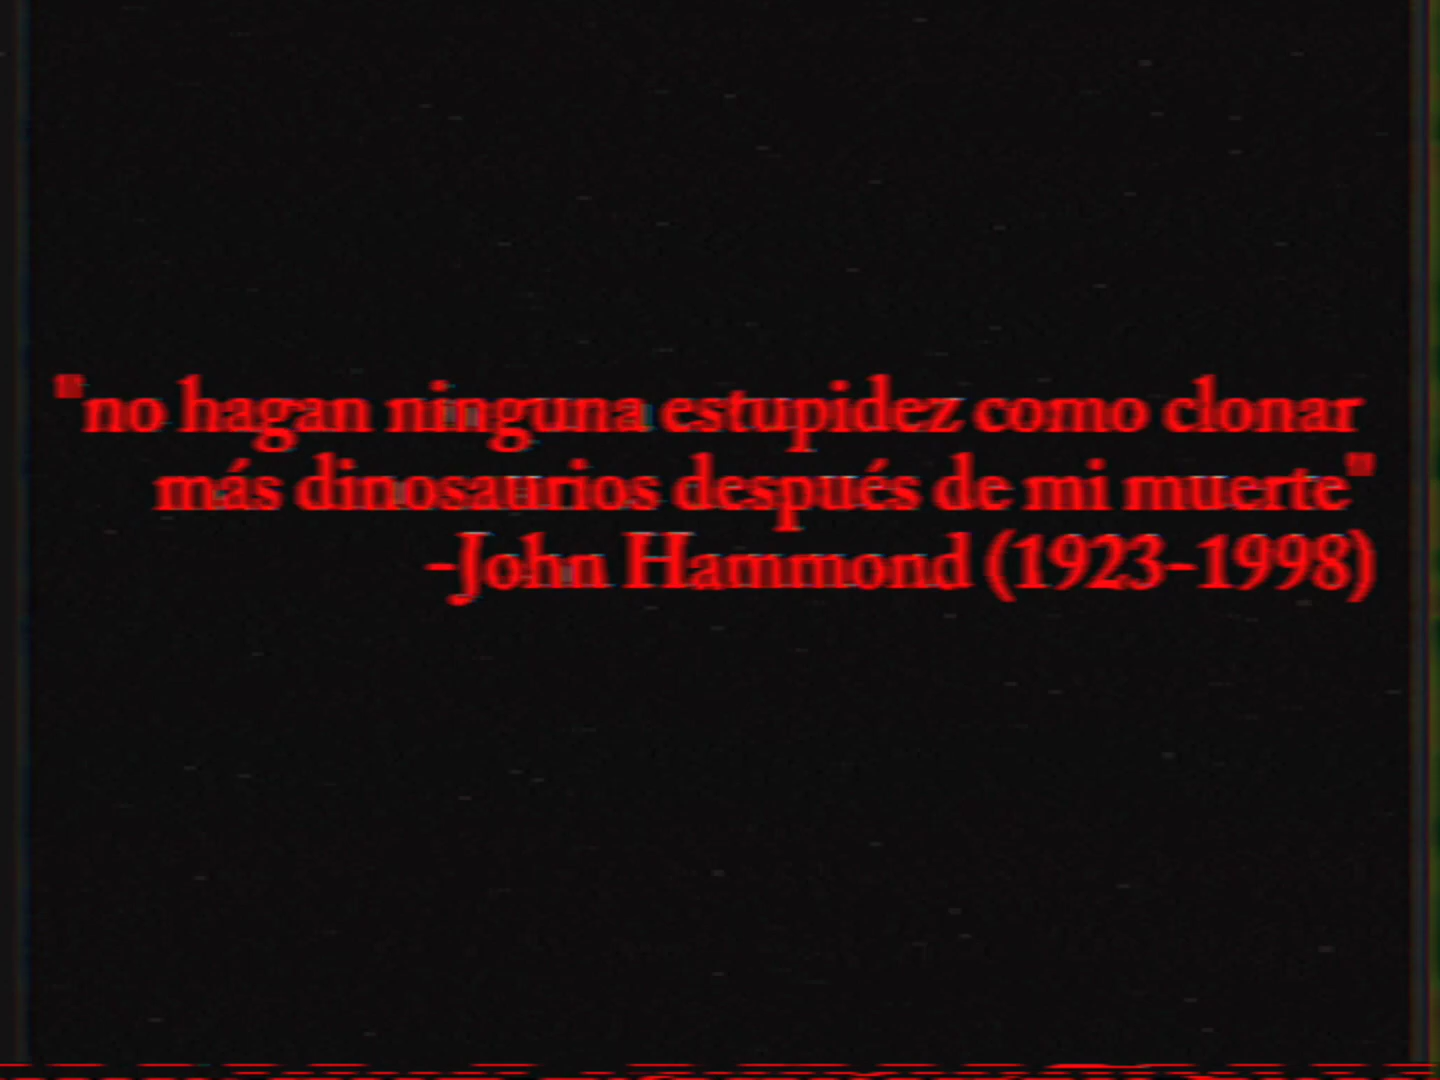 "no hagan ninguna estupidez como clonar
más dinosaurios después de mi muerte"
-John Hammond (1923-1998)